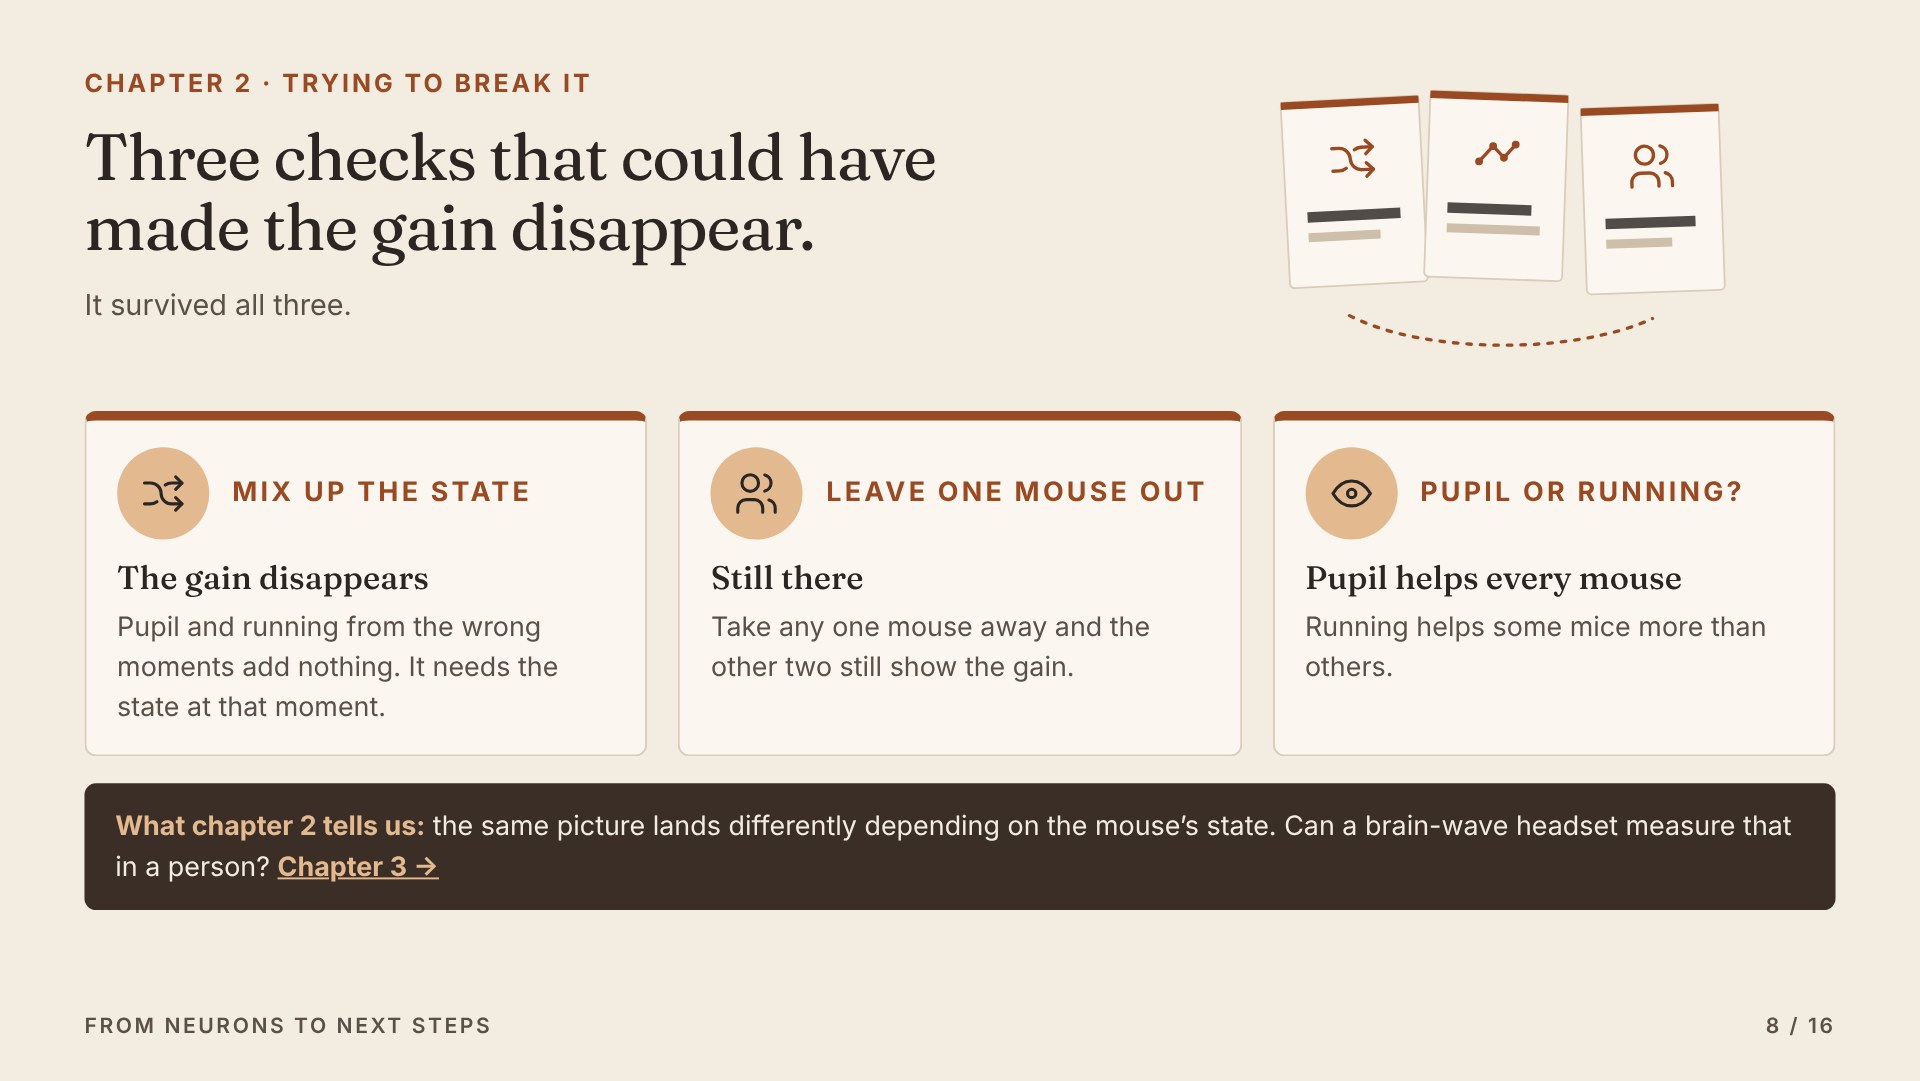 CHAPTER 2 · TRYING TO BREAK IT
Three checks that could have
made the gain disappear.
It survived all three.
MIX UP THE STATE
The gain disappears
Pupil and running from the wrong
moments add nothing. It needs the
state at that moment.
LEAVE ONE MOUSE OUT
Still there
Take any one mouse away and the
other two still show the gain.
PUPIL OR RUNNING?
Pupil helps every mouse
Running helps some mice more than
others.
What chapter 2 tells us: the same picture lands differently depending on the mouse’s state. Can a brain-wave headset measure that
in a person? Chapter 3 →
FROM NEURONS TO NEXT STEPS
8 / 16